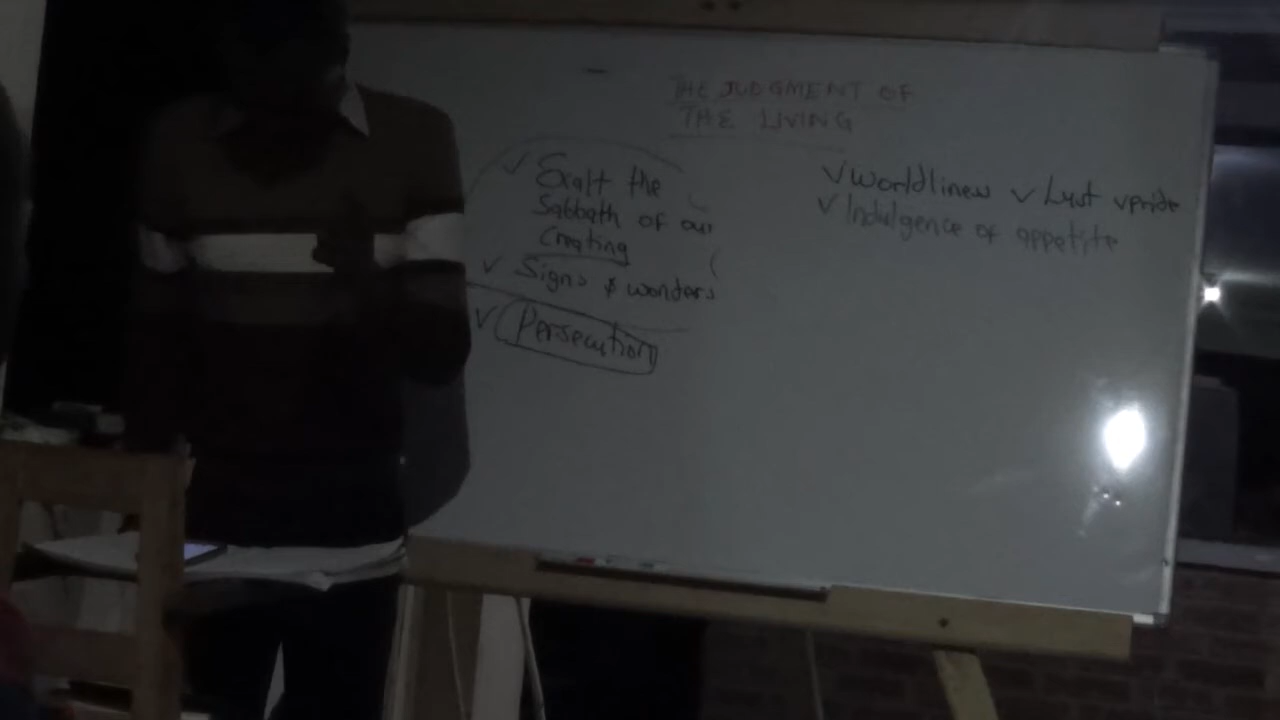 THE JUDGMENT OF
THE LIVING
✓ Exalt the
Sabbath of our
Creating
✓ Signs & wonders
✓ Persecution
✓ Worldliness ✓ Lust ✓ pride
✓ Indulgence of appetite